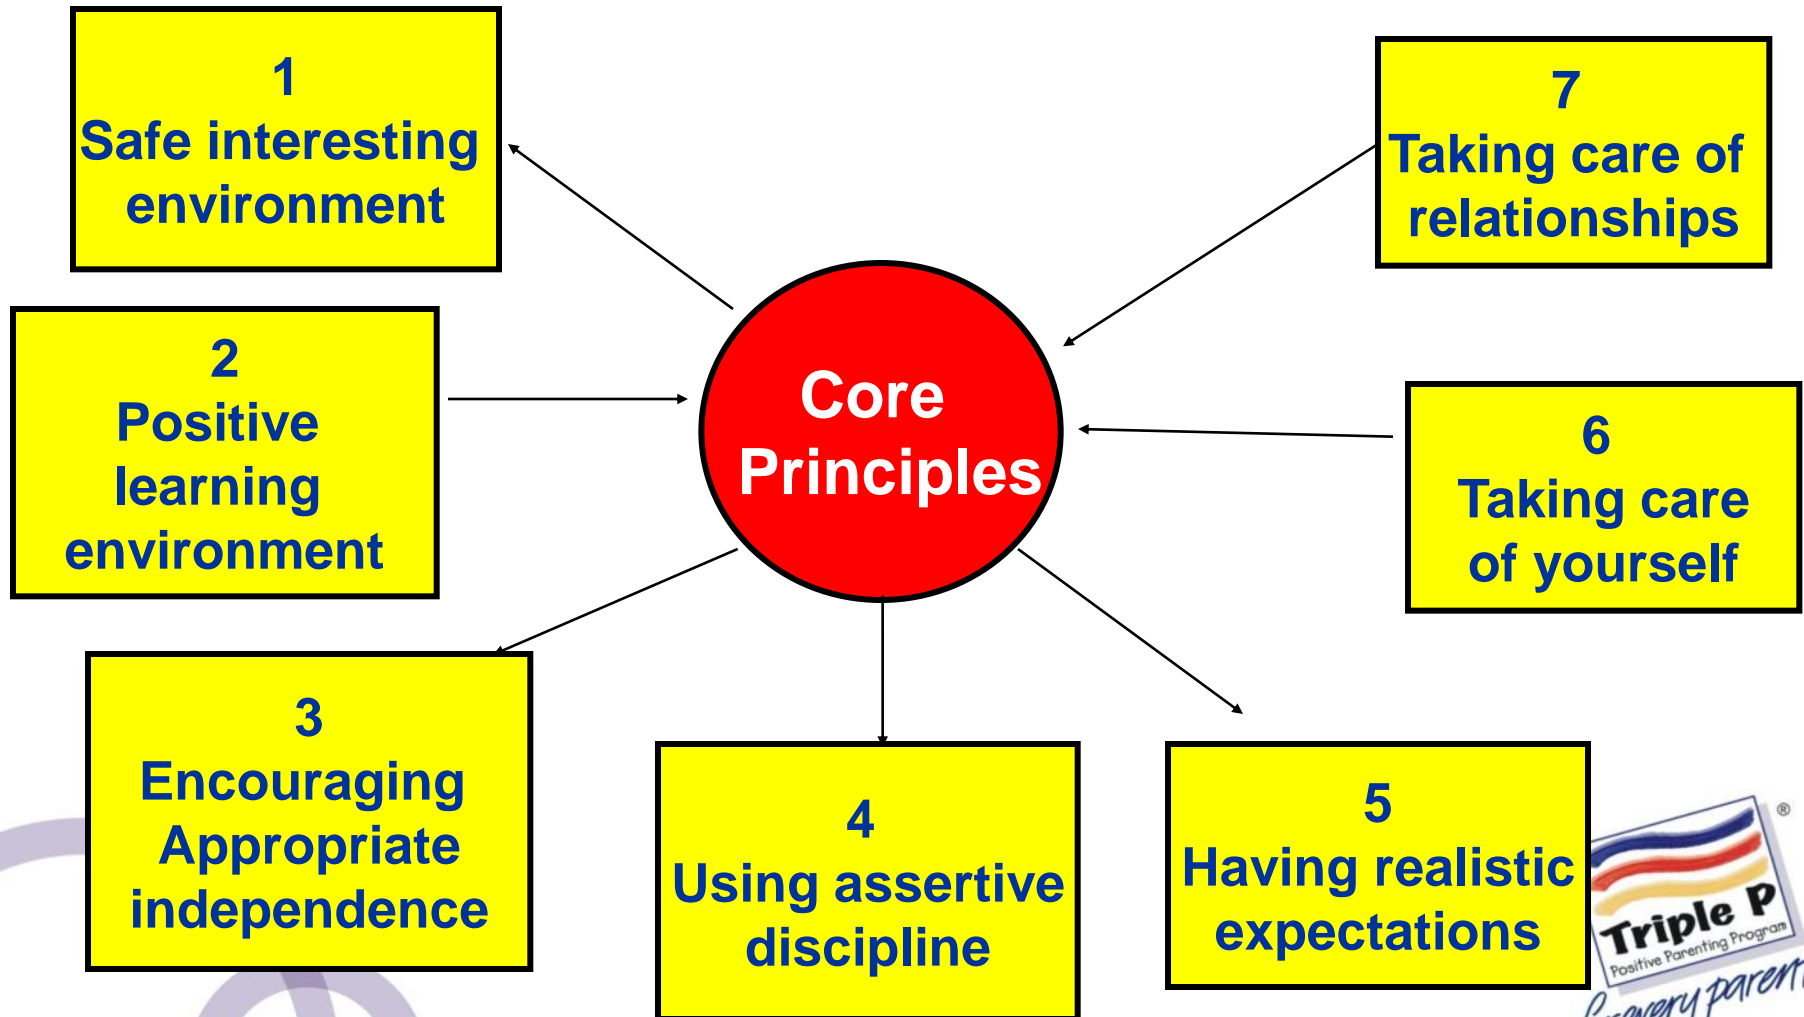 1
Safe interesting
environment
7
Taking care of
relationships
2
Positive
learning
environment
Core
Principles
6
Taking care
of yourself
3
Encouraging
Appropriate
independence
4
Using assertive
discipline
5
Having realistic
expectations
®
Triple P
Positive Parenting Program